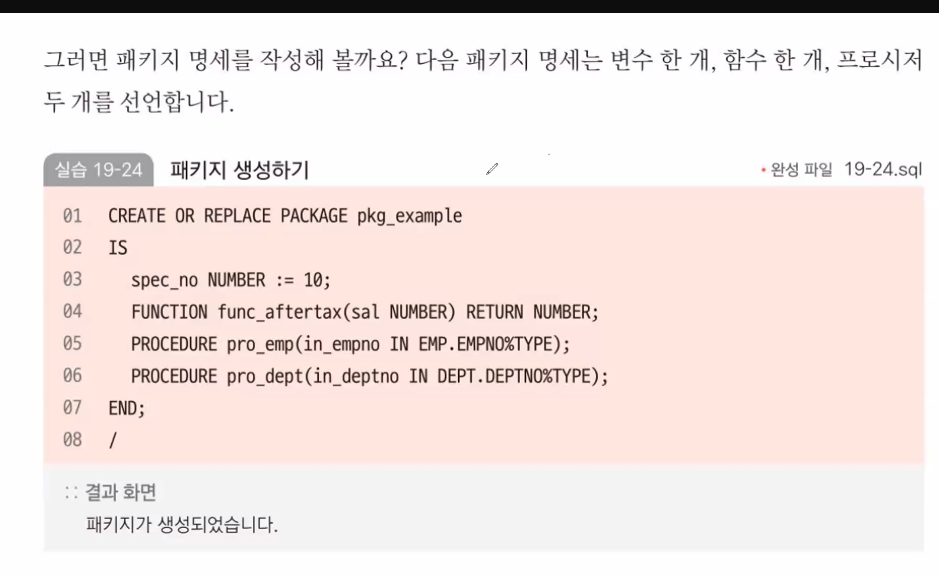 그러면 패키지 명세를 작성해 볼까요? 다음 패키지 명세는 변수 한 개, 함수 한 개, 프로시저
두 개를 선언합니다.
실습 19-24 패키지 생성하기 • 완성 파일 19-24.sql
01 CREATE OR REPLACE PACKAGE pkg_example
02 IS
03 spec_no NUMBER := 10;
04 FUNCTION func_aftertax(sal NUMBER) RETURN NUMBER;
05 PROCEDURE pro_emp(in_empno IN EMP.EMPNO%TYPE);
06 PROCEDURE pro_dept(in_deptno IN DEPT.DEPTNO%TYPE);
07 END;
08 /
:: 결과 화면
패키지가 생성되었습니다.